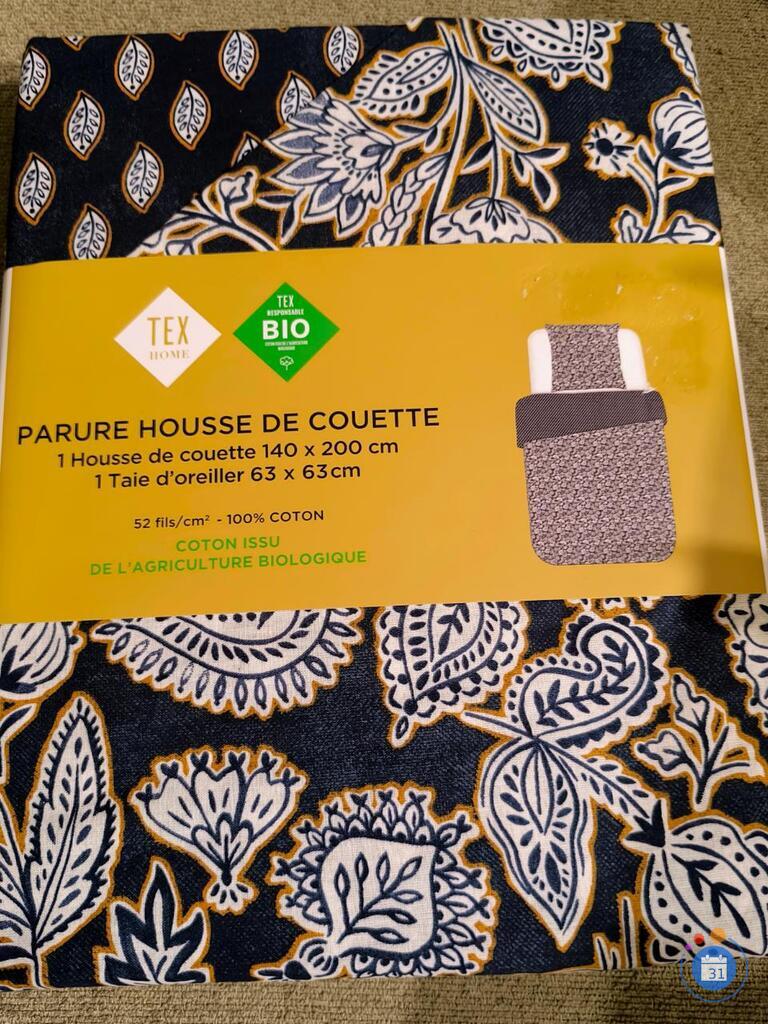 TEX
HOME
TEX
RESPONSABLE
BIO
PARURE HOUSSE DE COUETTE
1 Housse de couette 140 x 200 cm
1 Taie d'oreiller 63 x 63cm
52 fils/cm² - 100% COTON
COTON ISSU
DE L'AGRICULTURE BIOLOGIQUE
31